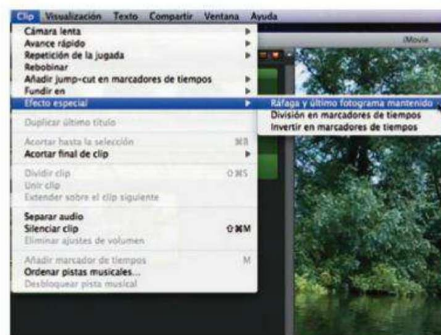 Clip Visualización Texto Compartir Ventana Ayuda
iMovie
Cámara lenta
Avance rápido
Repetición de la jugada
Rebobinar
Añadir jump-cut en marcadores de tiempos
Fundir en
Efecto especial
Ráfaga y último fotograma mantenido
División en marcadores de tiempos
Invertir en marcadores de tiempos
Duplicar último título
Acortar hasta la selección ⌘B
Acortar final de clip
Dividir clip ⇧⌘S
Unir clip
Extender sobre el clip siguiente
Separar audio
Silenciar clip ⇧⌘M
Eliminar ajustes de volumen
Añadir marcador de tiempos M
Ordenar pistas musicales...
Desbloquear pista musical